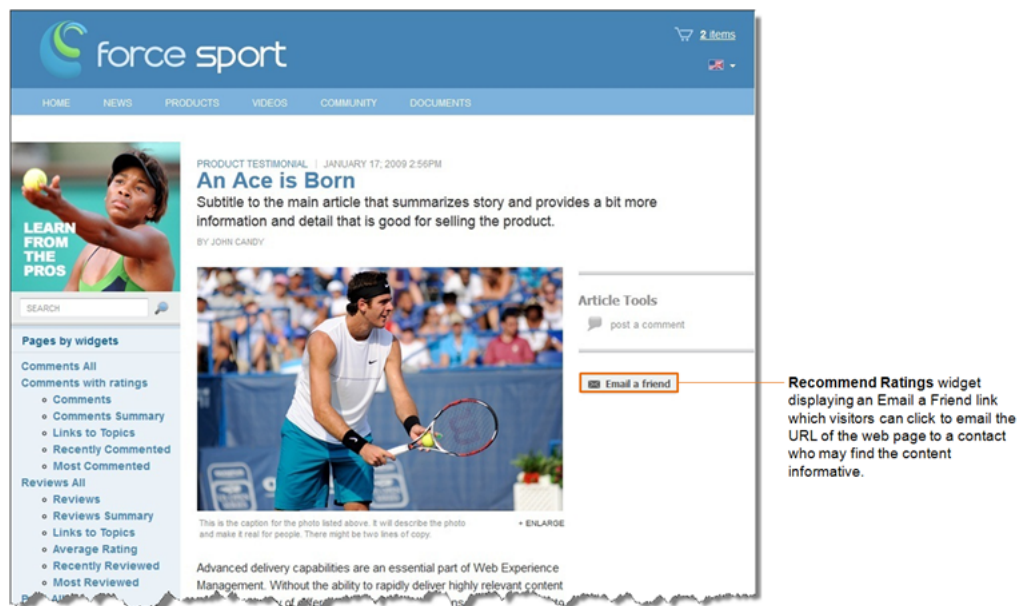 force sport
2 items
HOME NEWS PRODUCTS VIDEOS COMMUNITY DOCUMENTS
LEARN
FROM
THE
PROS
SEARCH
Pages by widgets
Comments All
Comments with ratings
Comments
Comments Summary
Links to Topics
Recently Commented
Most Commented
Reviews All
Reviews
Reviews Summary
Links to Topics
Average Rating
Recently Reviewed
Most Reviewed
PRODUCT TESTIMONIAL | JANUARY 17, 2009 2:56PM
An Ace is Born
Subtitle to the main article that summarizes story and provides a bit more
information and detail that is good for selling the product.
BY JOHN CANDY
This is the caption for the photo listed above. It will describe the photo
and make it real for people. There might be two lines of copy.
+ ENLARGE
Advanced delivery capabilities are an essential part of Web Experience
Management. Without the ability to rapidly deliver highly relevant content
Article Tools
post a comment
Email a friend
Recommend Ratings widget
displaying an Email a Friend link
which visitors can click to email the
URL of the web page to a contact
who may find the content
informative.